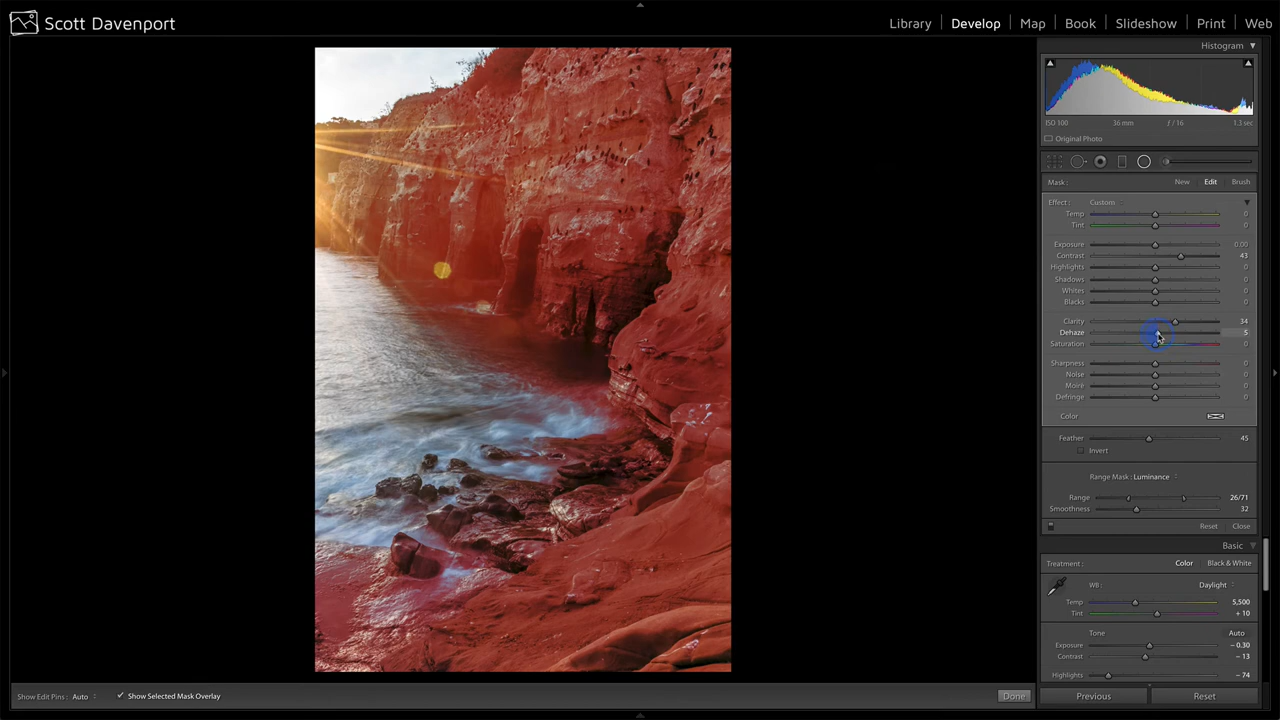 Scott Davenport
Library | Develop | Map | Book | Slideshow | Print | Web
Histogram
ISO 100 36 mm ƒ / 16 1.3 sec
Original Photo
Mask : New Edit Brush
Effect : Custom
Temp 0
Tint 0
Exposure 0.00
Contrast 43
Highlights 0
Shadows 0
Whites 0
Blacks 0
Clarity 34
Dehaze 5
Saturation 0
Sharpness 0
Noise 0
Moiré 0
Defringe 0
Color
Feather 45
Invert
Range Mask : Luminance
Range 26/71
Smoothness 32
Reset Close
Basic
Treatment : Color Black & White
WB : Daylight
Temp 5,500
Tint + 10
Tone Auto
Exposure – 0.30
Contrast – 13
Highlights – 74
Show Edit Pins : Auto Show Selected Mask Overlay Done Previous Reset